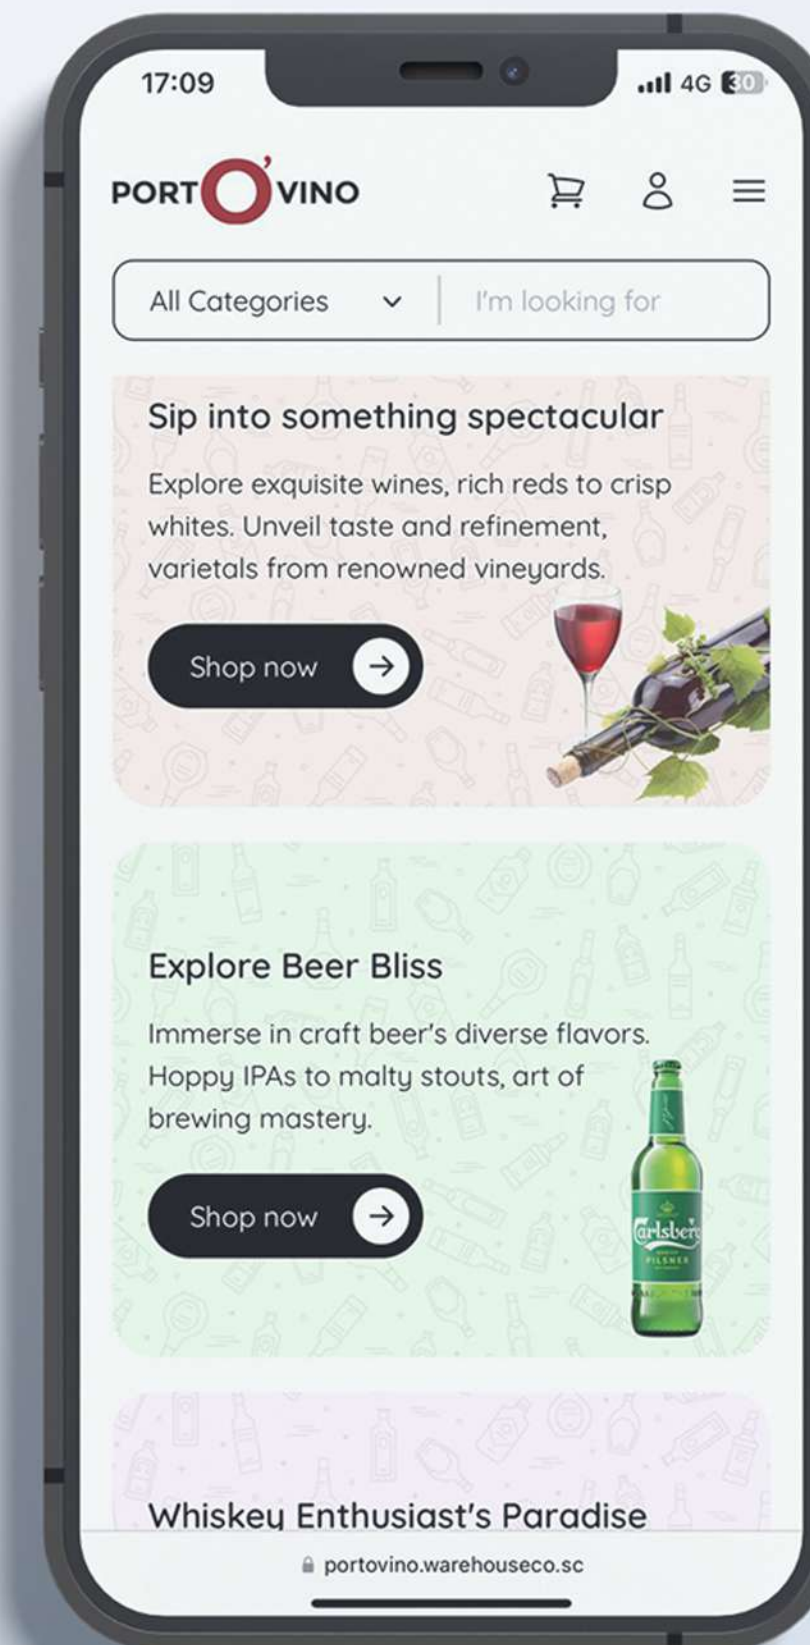 17:09
4G 30
PORTO'VINO
All Categories
I'm looking for
Sip into something spectacular
Explore exquisite wines, rich reds to crisp
whites. Unveil taste and refinement,
varietals from renowned vineyards.
Shop now
Explore Beer Bliss
Immerse in craft beer's diverse flavors.
Hoppy IPAs to malty stouts, art of
brewing mastery.
Shop now
Carlsberg
PILSNER
Whiskey Enthusiast's Paradise
portovino.warehouseco.sc